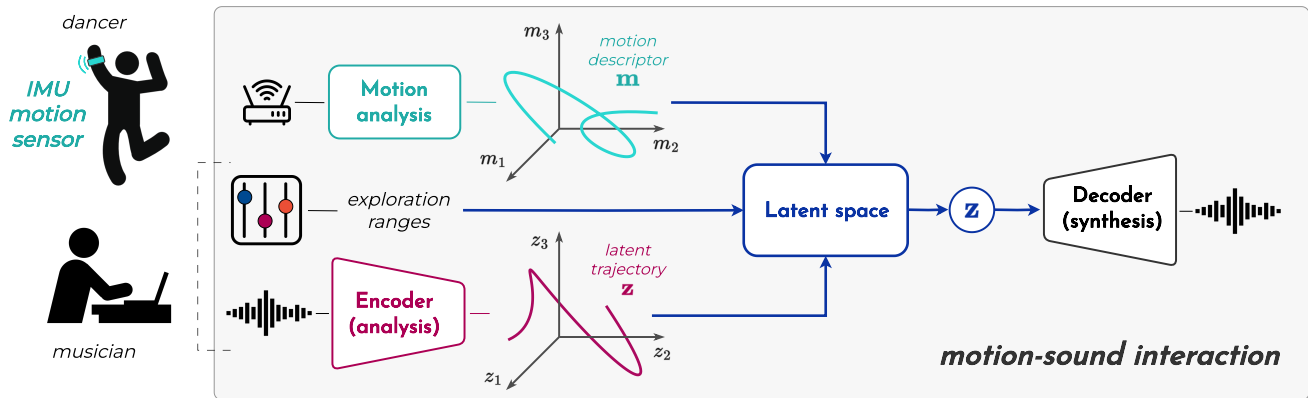 dancer
IMU
motion
sensor
Motion
analysis
m₃
m₁
m₂
motion
descriptor
m
exploration
ranges
Encoder
(analysis)
z₃
z₁
z₂
latent
trajectory
z
musician
Latent space
z
Decoder
(synthesis)
motion-sound interaction